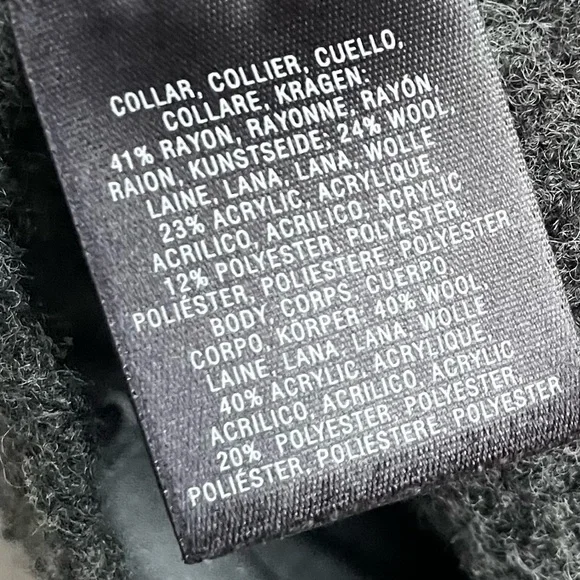 COLLAR, COLLIER, CUELLO,
COLLARE, KRAGEN:
41% RAYON, RAYONNE, RAYÓN,
RAION, KUNSTSEIDE; 24% WOOL,
LAINE, LANA, LANA, WOLLE
23% ACRYLIC, ACRYLIQUE,
ACRILICO, ACRILICO, ACRYLIC
12% POLYESTER, POLYESTER
POLIÉSTER, POLIESTERE, POLYESTER.
BODY, CORPS, CUERPO,
CORPO, KÖRPER: 40% WOOL,
LAINE, LANA, LANA, WOLLE
40% ACRYLIC, ACRYLIQUE
ACRILICO, ACRILICO, ACRYLIC
20% POLYESTER, POLYESTER,
POLIÉSTER, POLIESTERE, POLYESTER